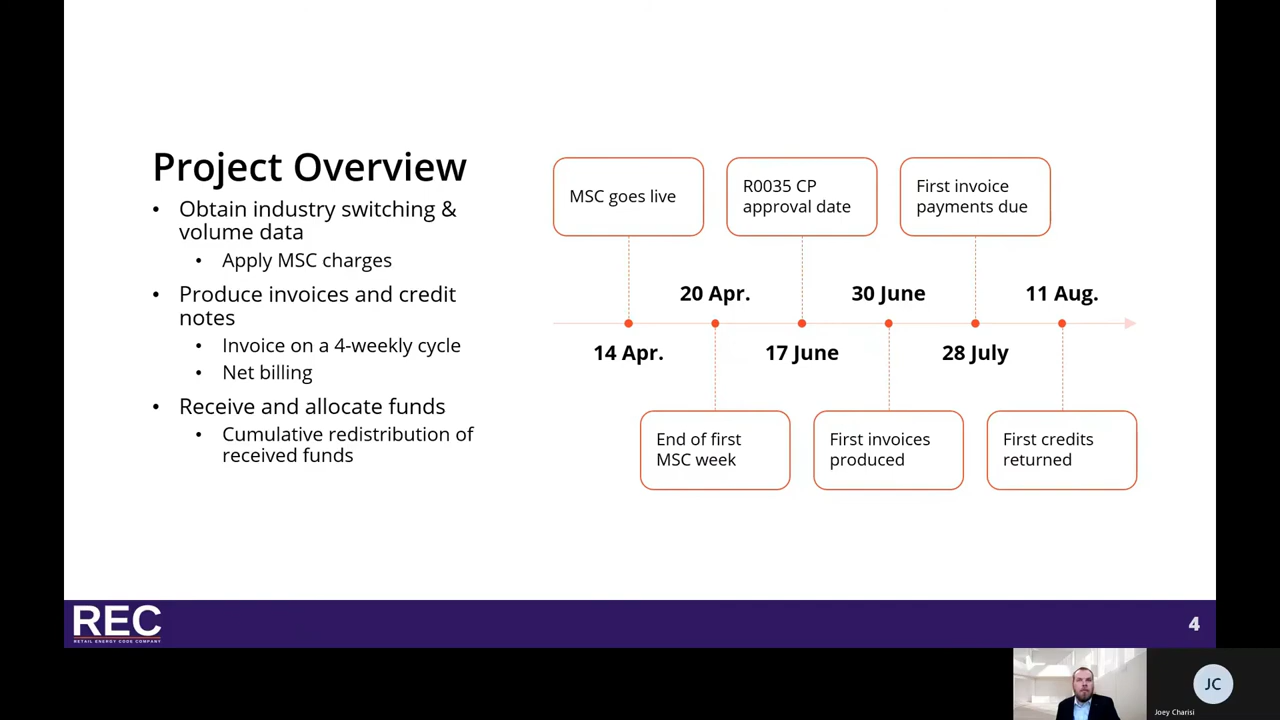 Project Overview
• Obtain industry switching &
volume data
• Apply MSC charges
• Produce invoices and credit
notes
• Invoice on a 4-weekly cycle
• Net billing
• Receive and allocate funds
• Cumulative redistribution of
received funds
MSC goes live
R0035 CP
approval date
First invoice
payments due
20 Apr.
30 June
11 Aug.
14 Apr.
17 June
28 July
End of first
MSC week
First invoices
produced
First credits
returned
REC
RETAIL ENERGY CODE COMPANY
4
JC
Joey Charisi